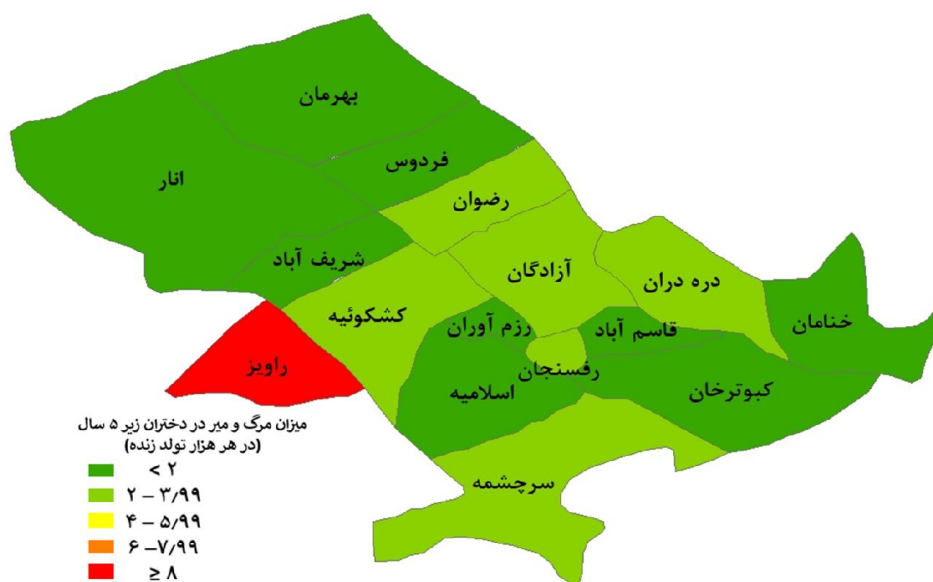 بهرمان
فردوس
انار
رضوان
شریف آباد
آزادگان
دره دران
خنامان
کشکوئیه
رزم آوران
قاسم آباد
راویز
رفسنجان
اسلامیه
کبوترخان
سرچشمه
میزان مرگ و میر در دختران زیر ۵ سال
(در هر هزار تولد زنده)
< ۲
۲ – ۳/۹۹
۴ – ۵/۹۹
۶ –۷/۹۹
≥ ۸